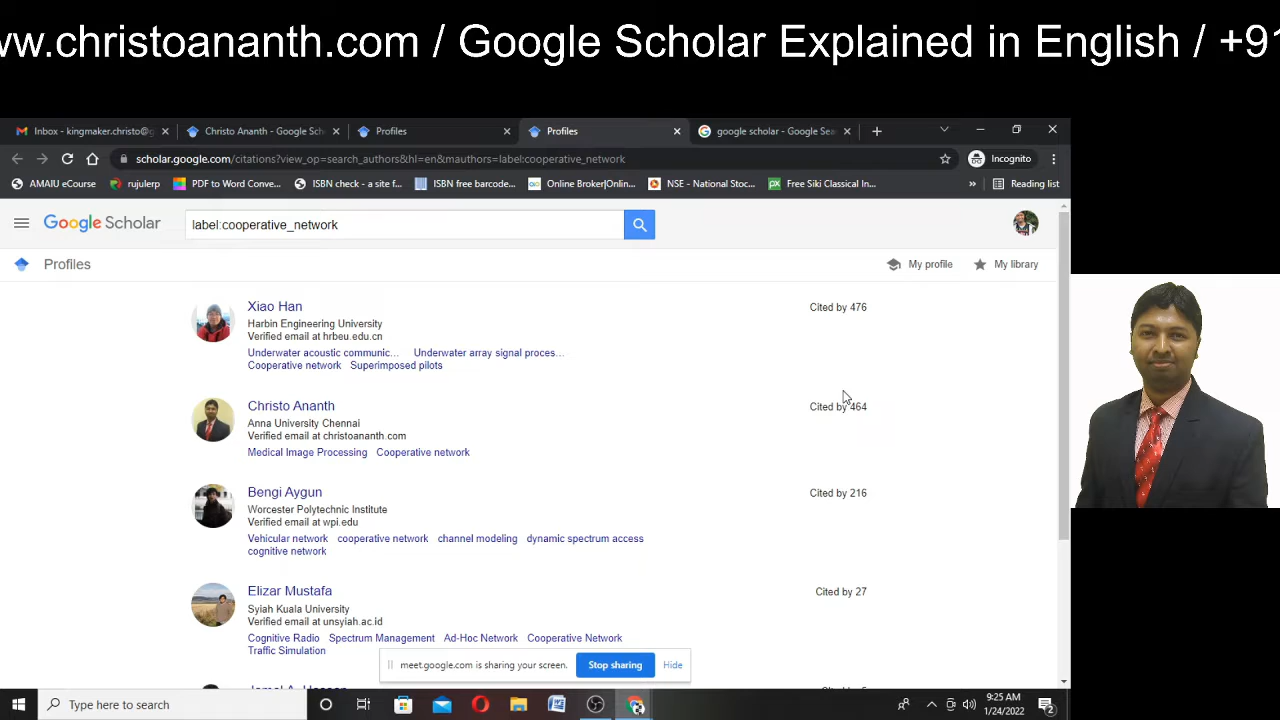 ww.christoananth.com / Google Scholar Explained in English / +91
Inbox - kingmaker.christo@g
Christo Ananth - Google Sch
Profiles
Profiles
google scholar - Google Sea
scholar.google.com/citations?view_op=search_authors&hl=en&mauthors=label:cooperative_network
Incognito
AMAIU eCourse
rujulerp
PDF to Word Conve...
ISBN check - a site f...
ISBN free barcode...
Online Broker|Onlin...
NSE - National Stoc...
Free Siki Classical In...
»
Reading list
Google Scholar
label:cooperative_network
Profiles
My profile
My library
Xiao Han
Cited by 476
Harbin Engineering University
Verified email at hrbeu.edu.cn
Underwater acoustic communic... Underwater array signal proces...
Cooperative network Superimposed pilots
Christo Ananth
Cited by 464
Anna University Chennai
Verified email at christoananth.com
Medical Image Processing Cooperative network
Bengi Aygun
Cited by 216
Worcester Polytechnic Institute
Verified email at wpi.edu
Vehicular network cooperative network channel modeling dynamic spectrum access
cognitive network
Elizar Mustafa
Cited by 27
Syiah Kuala University
Verified email at unsyiah.ac.id
Cognitive Radio Spectrum Management Ad-Hoc Network Cooperative Network
Traffic Simulation
meet.google.com is sharing your screen.
Stop sharing
Hide
Type here to search
9:25 AM
1/24/2022
2